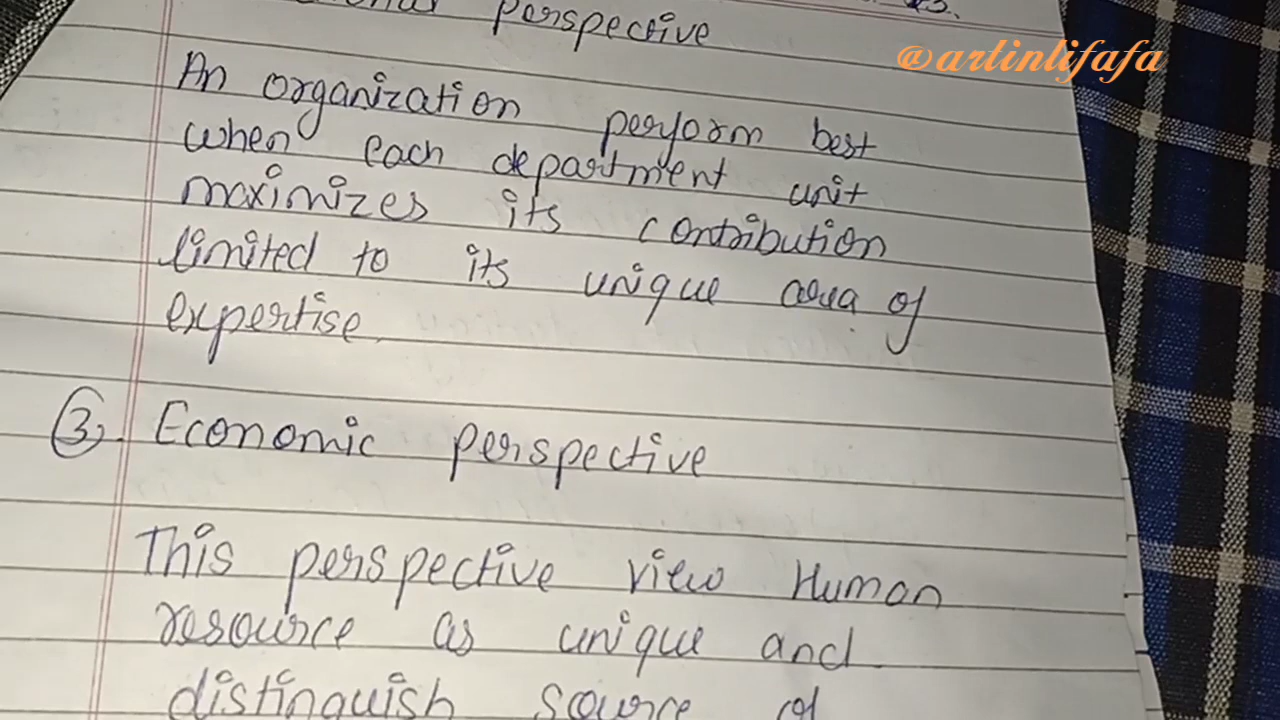 perspective
@artinlifafa
An organization perform best
when each department unit
maximizes its contribution
limited to its unique area of
expertise.
3. Economic perspective
This perspective view Human
resource as unique and
distinguish source of